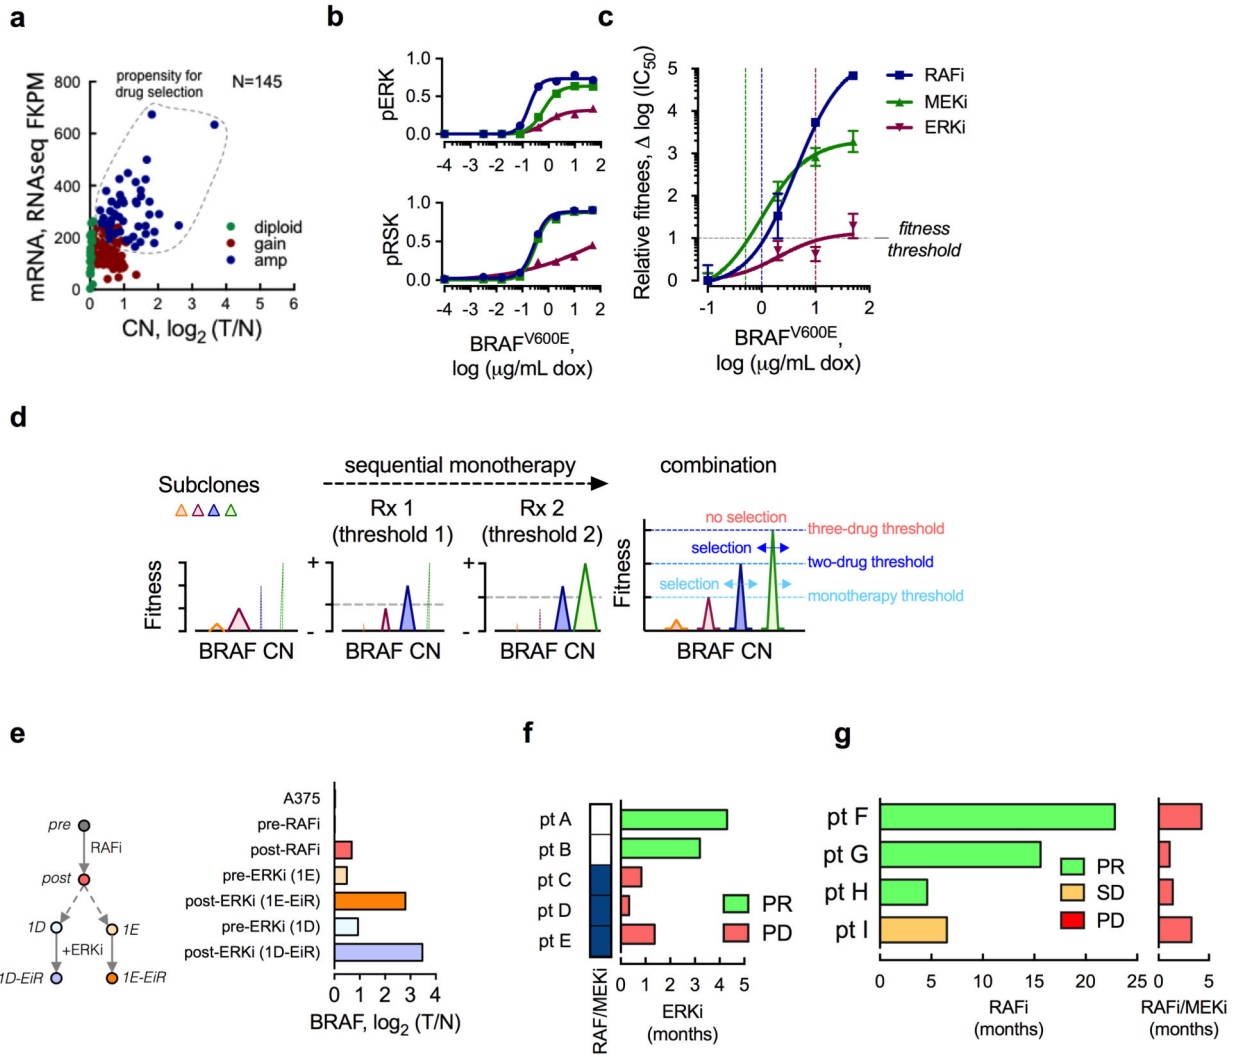 a
mRNA, RNAseq FKPM
800
600
400
200
0
propensity for
drug selection
N=145
diploid
gain
amp
0 1 2 3 4 5 6
CN, log2 (T/N)
b
pERK
1.0
0.5
0.0
-4 -3 -2 -1 0 1 2
pRSK
1.0
0.5
0.0
-4 -3 -2 -1 0 1 2
BRAFV600E,
log (μg/mL dox)
c
Relative fitnees, Δ log (IC50)
5
4
3
2
1
0
-1 0 1 2
BRAFV600E,
log (μg/mL dox)
RAFi
MEKi
ERKi
fitness
threshold
d
Subclones
sequential monotherapy
combination
Rx 1
(threshold 1)
Rx 2
(threshold 2)
Fitness
BRAF CN
+
-
BRAF CN
+
-
BRAF CN
Fitness
no selection
three-drug threshold
selection
two-drug threshold
selection
monotherapy threshold
BRAF CN
e
pre
RAFi
post
1D
1E
+ERKi
1D-EiR
1E-EiR
A375
pre-RAFi
post-RAFi
pre-ERKi (1E)
post-ERKi (1E-EiR)
pre-ERKi (1D)
post-ERKi (1D-EiR)
0 1 2 3 4
BRAF, log2 (T/N)
f
pt A
pt B
pt C
pt D
pt E
RAF/MEKi
PR
PD
0 1 2 3 4 5
ERKi
(months)
g
pt F
pt G
pt H
pt I
PR
SD
PD
0 5 10 15 20 25
RAFi
(months)
0 5
RAFi/MEKi
(months)